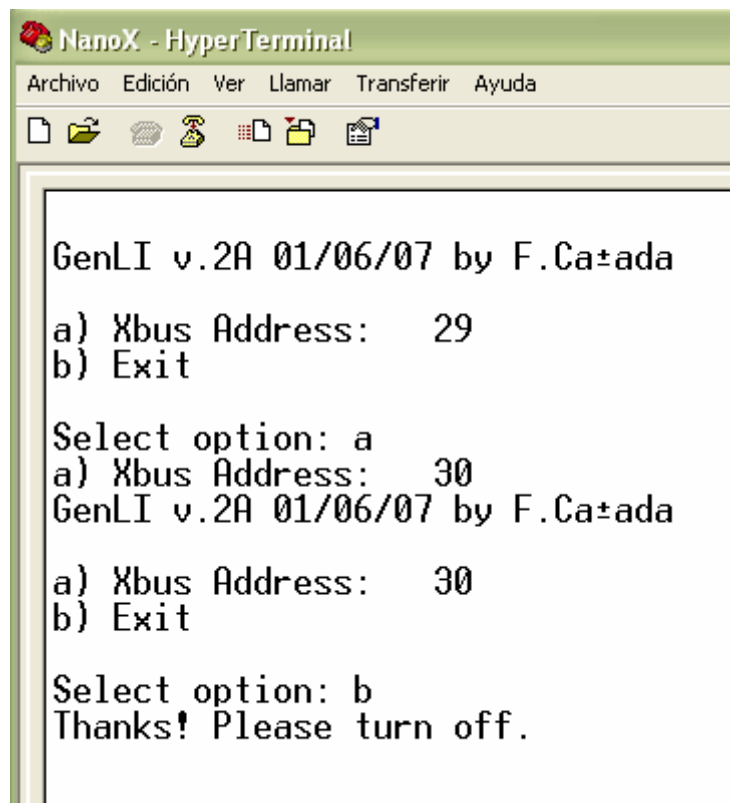 NanoX - HyperTerminal
Archivo Edición Ver Llamar Transferir Ayuda
GenLI v.2A 01/06/07 by F.Ca±ada
a) Xbus Address: 29
b) Exit
Select option: a
a) Xbus Address: 30
GenLI v.2A 01/06/07 by F.Ca±ada
a) Xbus Address: 30
b) Exit
Select option: b
Thanks! Please turn off.